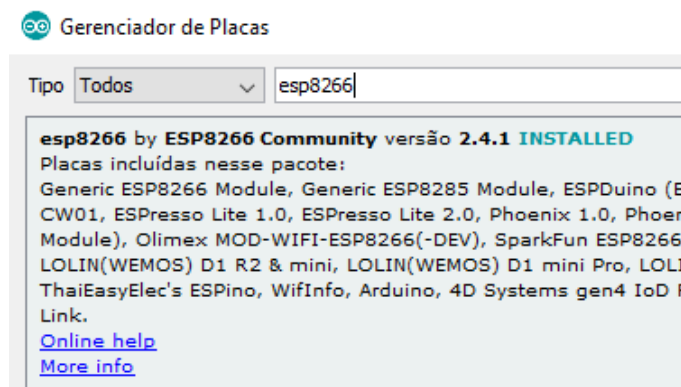 Gerenciador de Placas
Tipo Todos esp8266
esp8266 by ESP8266 Community versão 2.4.1 INSTALLED
Placas incluídas nesse pacote:
Generic ESP8266 Module, Generic ESP8285 Module, ESPDuino (
CW01, ESPresso Lite 1.0, ESPresso Lite 2.0, Phoenix 1.0,
Module), Olimex MOD-WIFI-ESP8266(-DEV), SparkFun ESP8266
LOLIN(WEMOS) D1 R2 & mini, LOLIN(WEMOS) D1 mini Pro,
ThaiEasyElec's ESPino, WifInfo, Arduino, 4D Systems gen4 IoD
Link.
Online help
More info